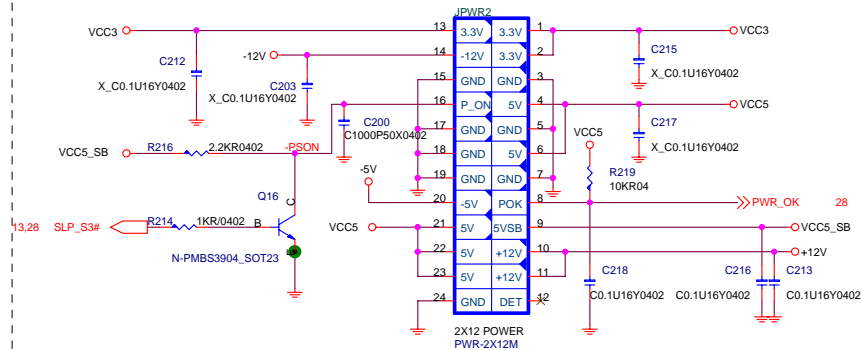 JPWR2
VCC3 13 3.3V 3.3V 1 VCC3
C212 -12V 14 -12V 3.3V 2 C215
X_C0.1U16Y0402 C203 15 GND GND 3 X_C0.1U16Y0402
X_C0.1U16Y0402 16 P_ON 5V 4 VCC5
C200 17 GND GND 5 C217
C1000P50X0402 X_C0.1U16Y0402
R216 2.2KR0402 -PSON 18 GND 5V 6 VCC5
VCC5_SB
19 GND GND 7 R219
-5V 10KR04
Q16 C 20 -5V POK 8 PWR_OK 28
13,28 SLP_S3# R214 1KR/0402 B VCC5 21 5V 5VSB 9 VCC5_SB
22 5V +12V 10 +12V
N-PMBS3904_SOT23 23 5V +12V 11 C218 C216 C213
C0.1U16Y0402 C0.1U16Y0402 C0.1U16Y0402
24 GND DET 12
2X12 POWER
PWR-2X12M